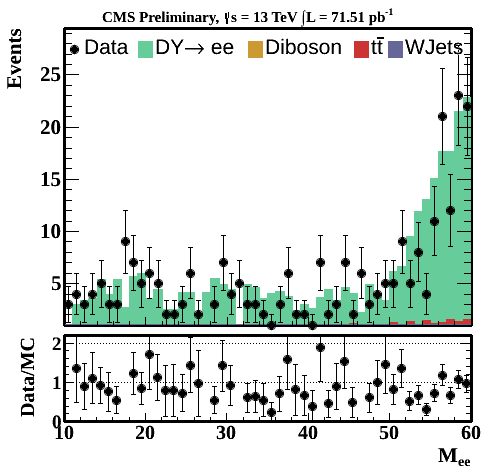 CMS Preliminary, √s = 13 TeV ∫L = 71.51 pb⁻¹
Events
Data DY→ ee Diboson tt̄ WJets
25
20
15
10
5
Data/MC
2
1
0
10 20 30 40 50 60
M_ee